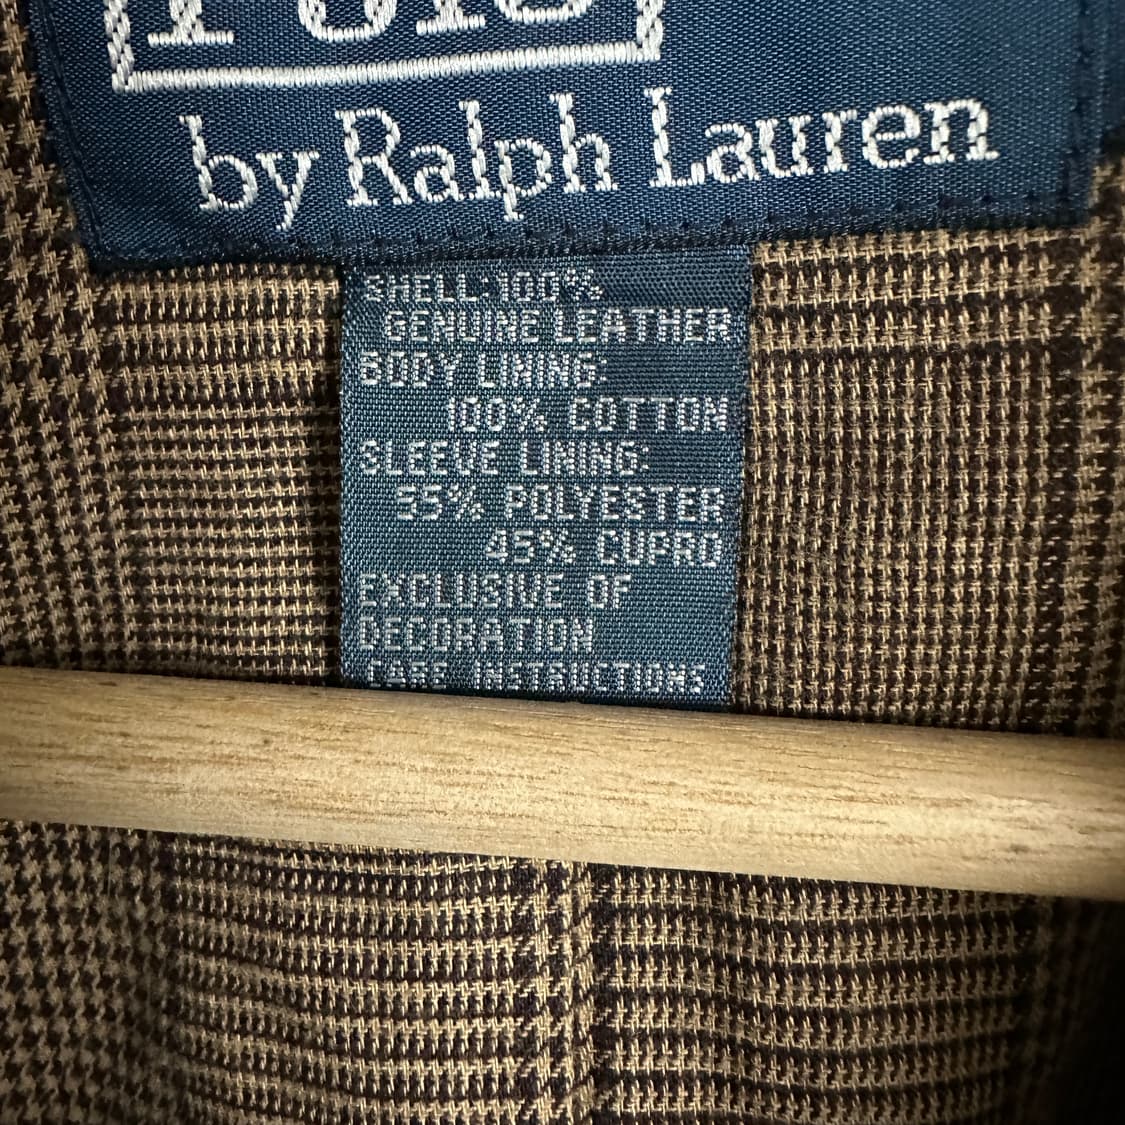 Polo
by Ralph Lauren
SHELL: 100%
GENUINE LEATHER
BODY LINING:
100% COTTON
SLEEVE LINING:
55% POLYESTER
45% CUPRO
EXCLUSIVE OF
DECORATION
CARE INSTRUCTIONS